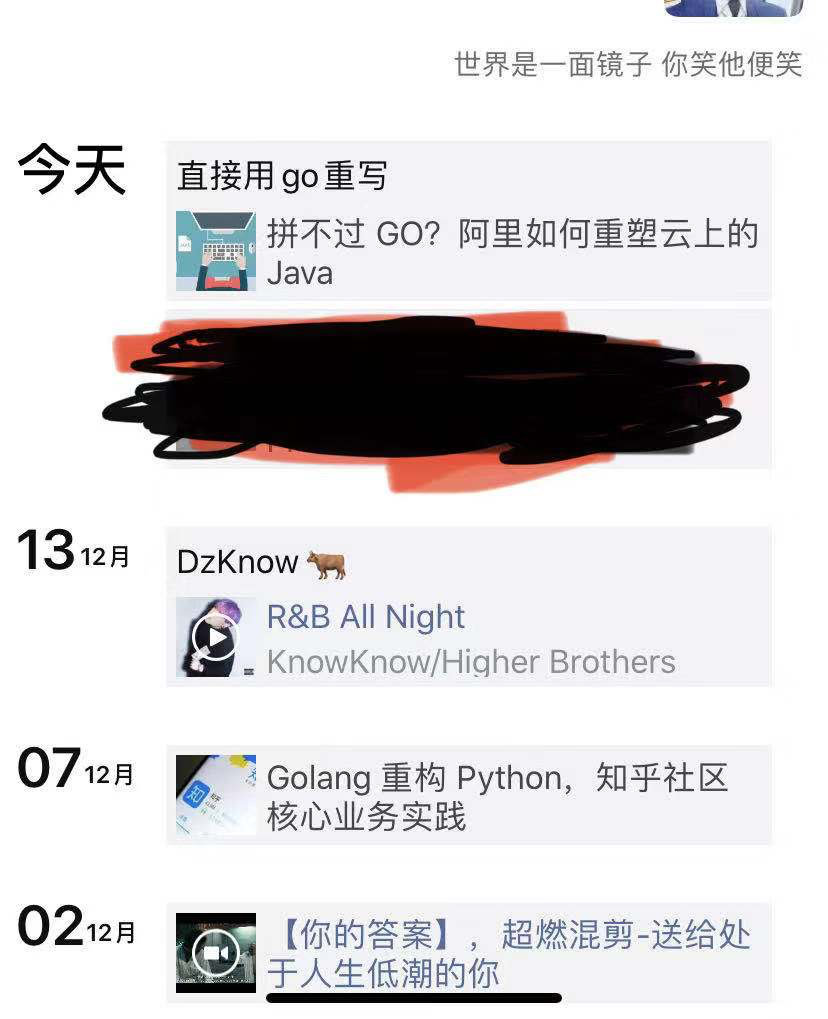 世界是一面镜子 你笑他便笑
今天
直接用go重写
拼不过 GO？阿里如何重塑云上的
Java
13 12月
DzKnow🐂
R&B All Night
KnowKnow/Higher Brothers
07 12月
Golang 重构 Python，知乎社区
核心业务实践
02 12月
【你的答案】，超燃混剪-送给处
于人生低潮的你